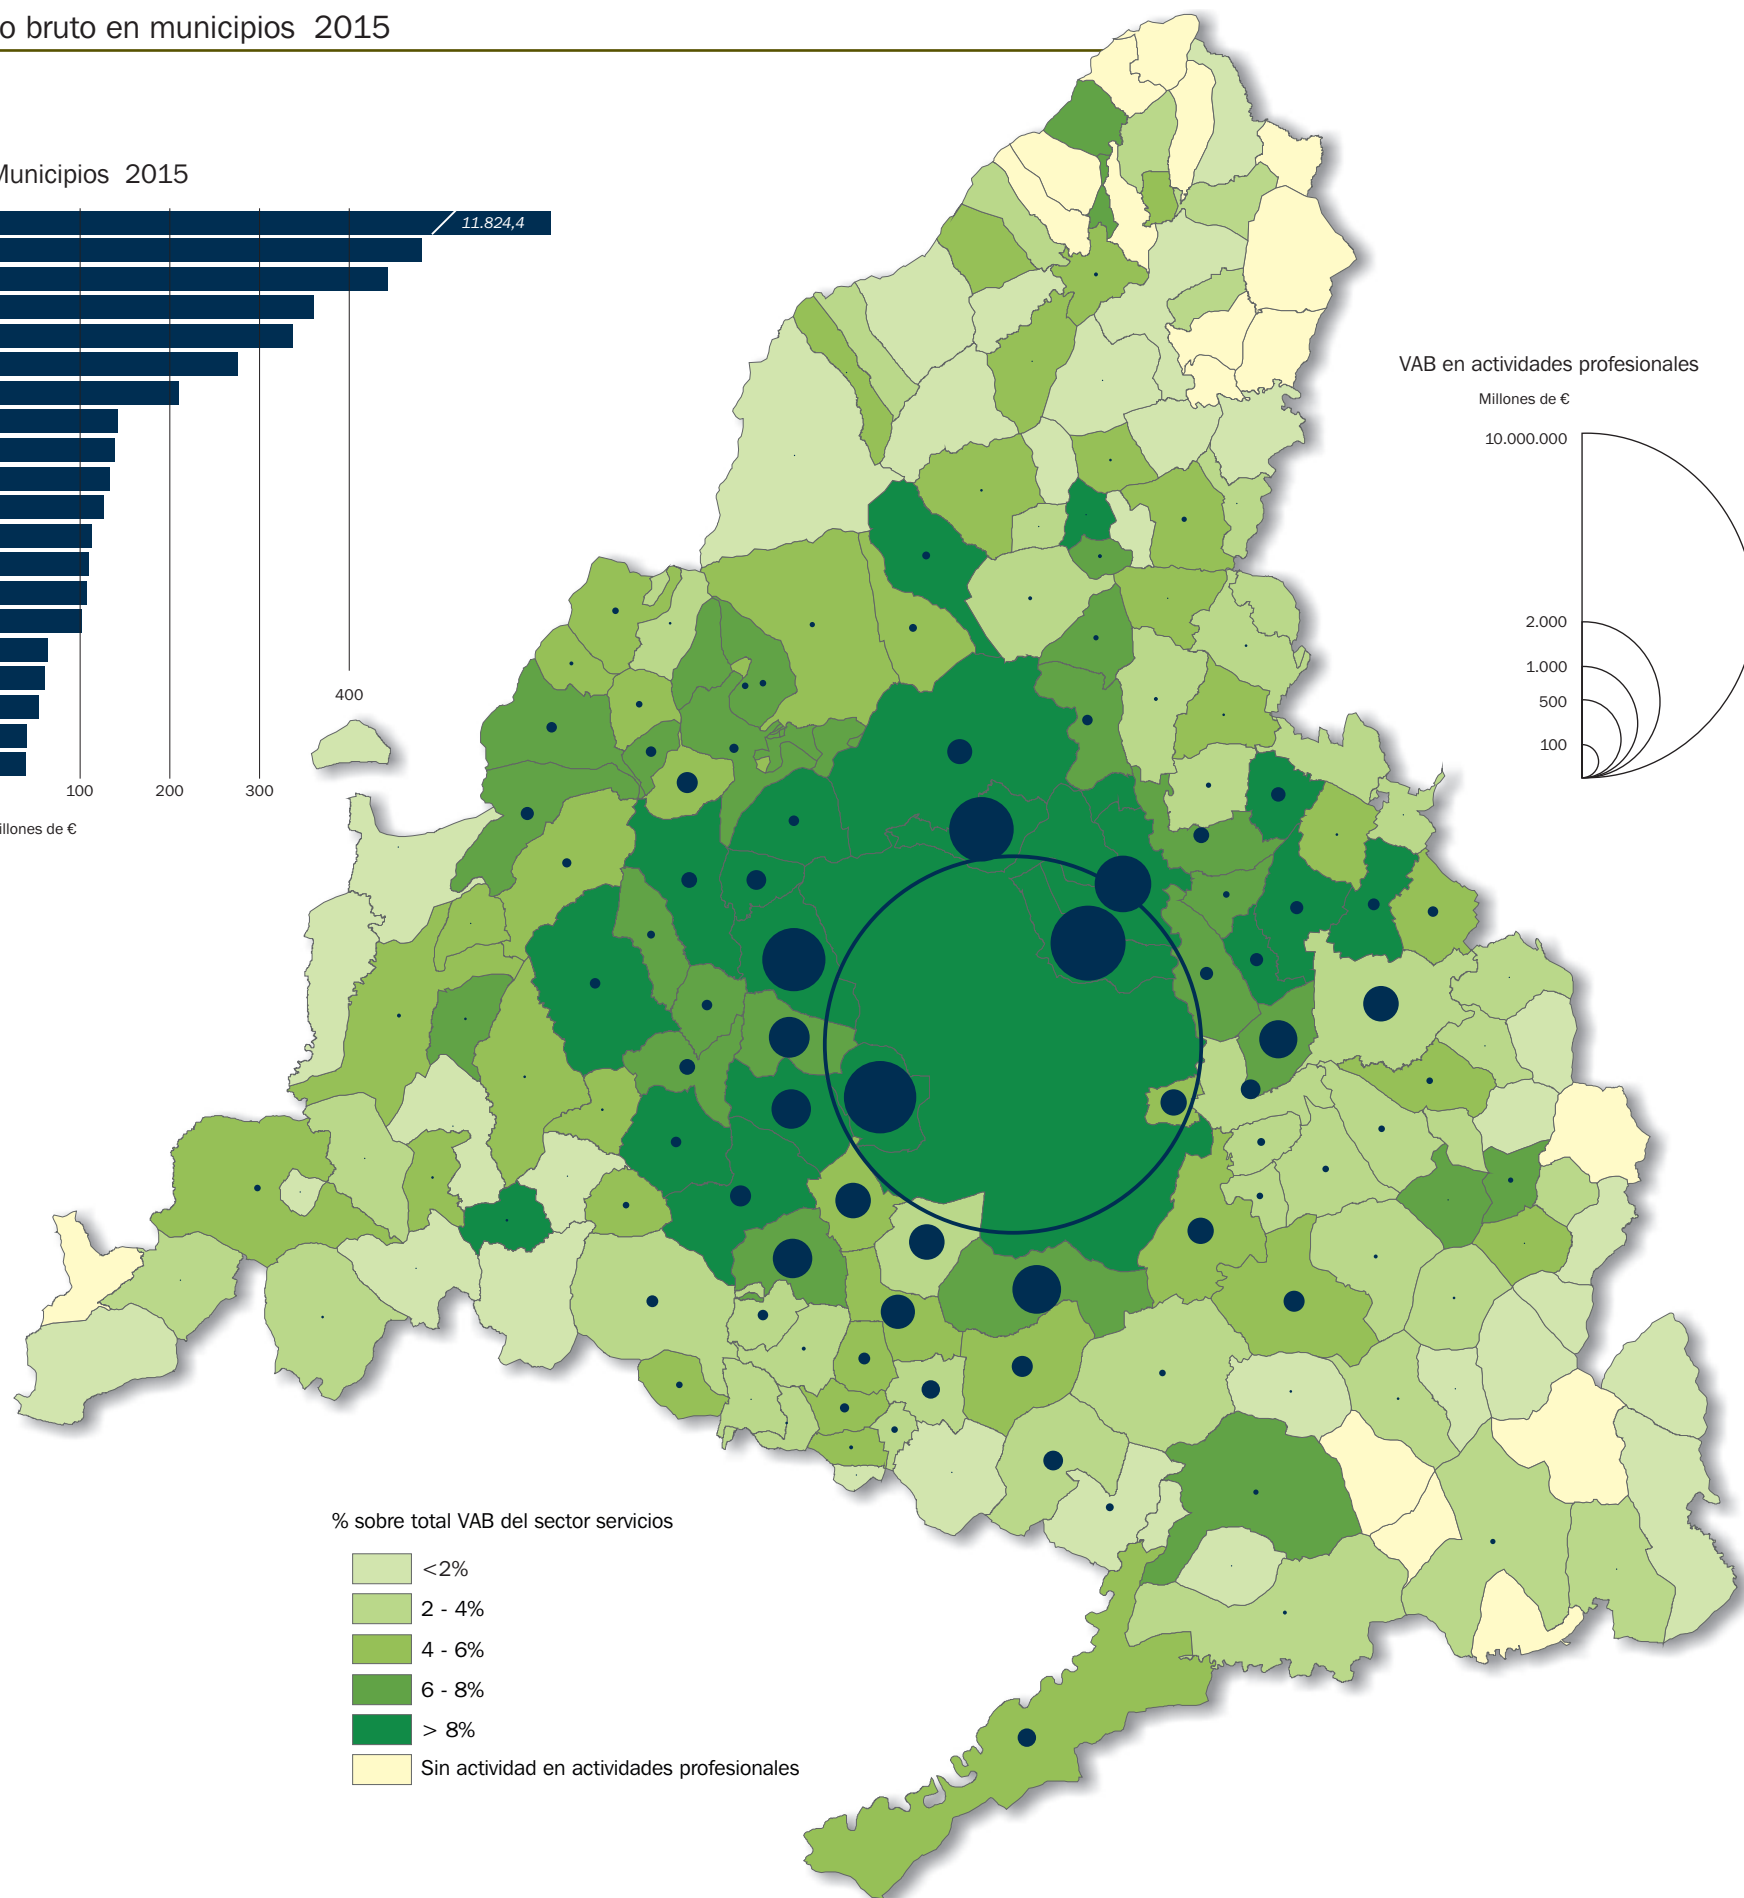 o bruto en municipios 2015
Municipios 2015
11.824,4
400
100 200 300
illones de €
VAB en actividades profesionales
Millones de €
10.000.000
2.000
1.000
500
100
% sobre total VAB del sector servicios
<2%
2 - 4%
4 - 6%
6 - 8%
> 8%
Sin actividad en actividades profesionales